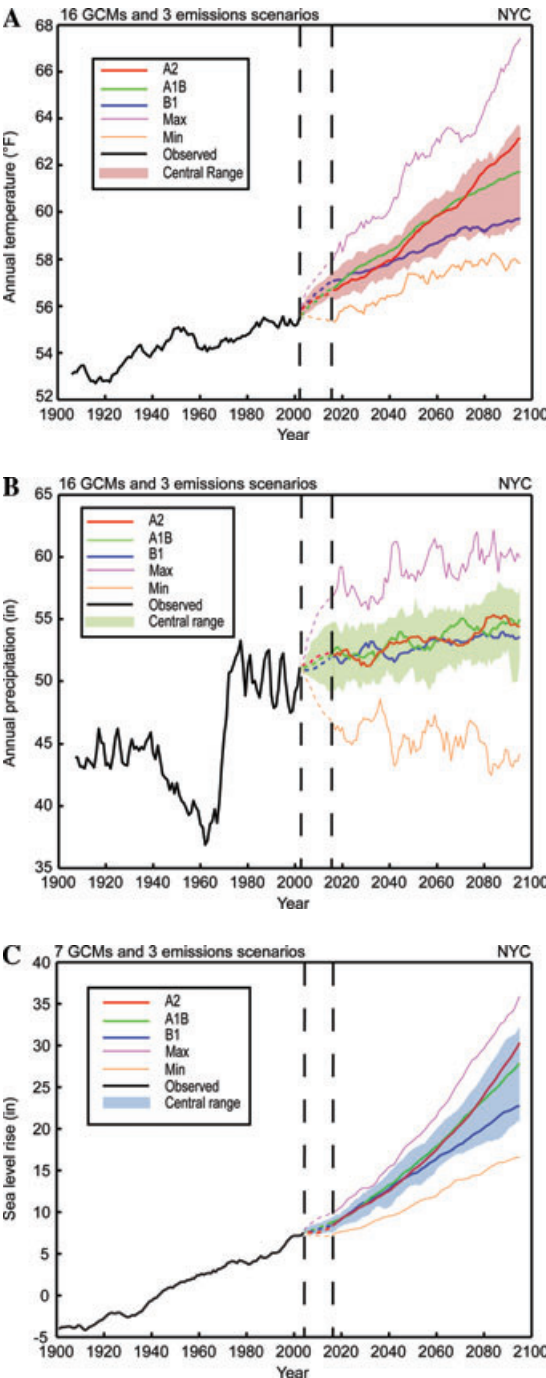 A 16 GCMs and 3 emissions scenarios NYC
68
66
64
62
60
58
56
54
52
Annual temperature (°F)
A2
A1B
B1
Max
Min
Observed
Central Range
1900 1920 1940 1960 1980 2000 2020 2040 2060 2080 2100
Year
B 16 GCMs and 3 emissions scenarios NYC
65
60
55
50
45
40
35
Annual precipitation (in)
A2
A1B
B1
Max
Min
Observed
Central range
1900 1920 1940 1960 1980 2000 2020 2040 2060 2080 2100
Year
C 7 GCMs and 3 emissions scenarios NYC
40
35
30
25
20
15
10
5
0
-5
Sea level rise (in)
A2
A1B
B1
Max
Min
Observed
Central range
1900 1920 1940 1960 1980 2000 2020 2040 2060 2080 2100
Year